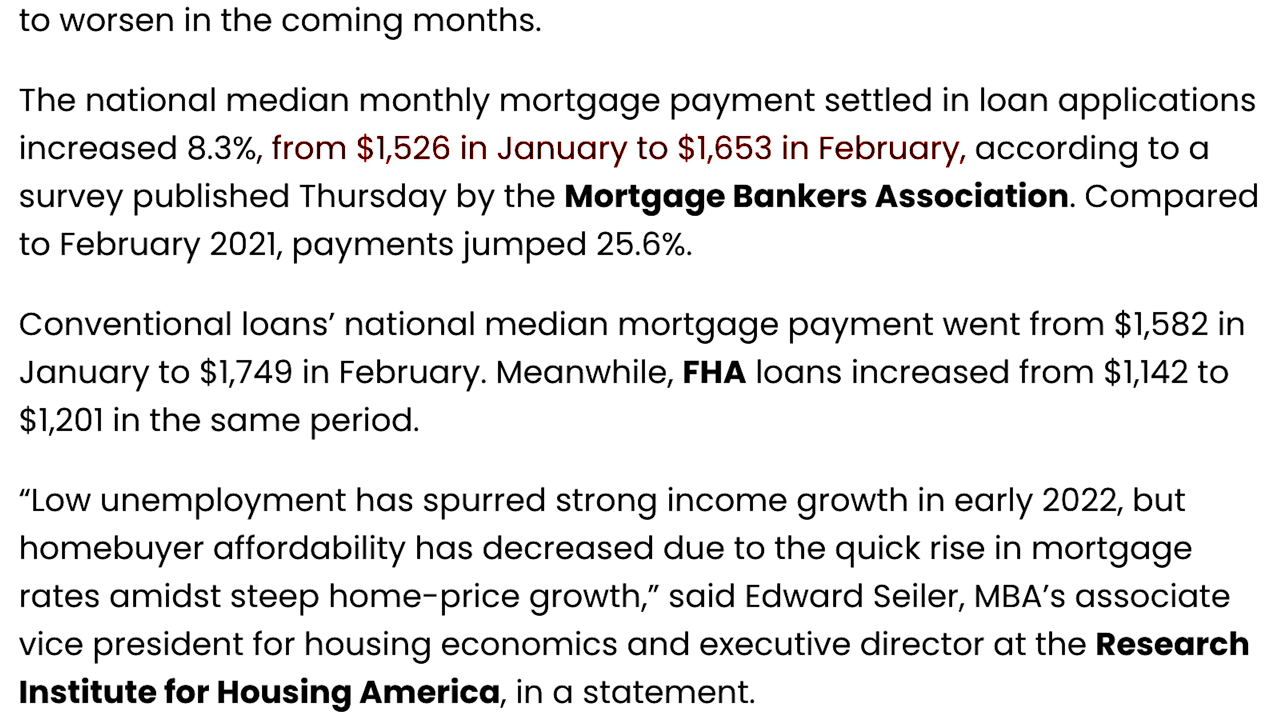 to worsen in the coming months.
The national median monthly mortgage payment settled in loan applications
increased 8.3%, from $1,526 in January to $1,653 in February, according to a
survey published Thursday by the Mortgage Bankers Association. Compared
to February 2021, payments jumped 25.6%.
Conventional loans’ national median mortgage payment went from $1,582 in
January to $1,749 in February. Meanwhile, FHA loans increased from $1,142 to
$1,201 in the same period.
“Low unemployment has spurred strong income growth in early 2022, but
homebuyer affordability has decreased due to the quick rise in mortgage
rates amidst steep home-price growth,” said Edward Seiler, MBA’s associate
vice president for housing economics and executive director at the Research
Institute for Housing America, in a statement.